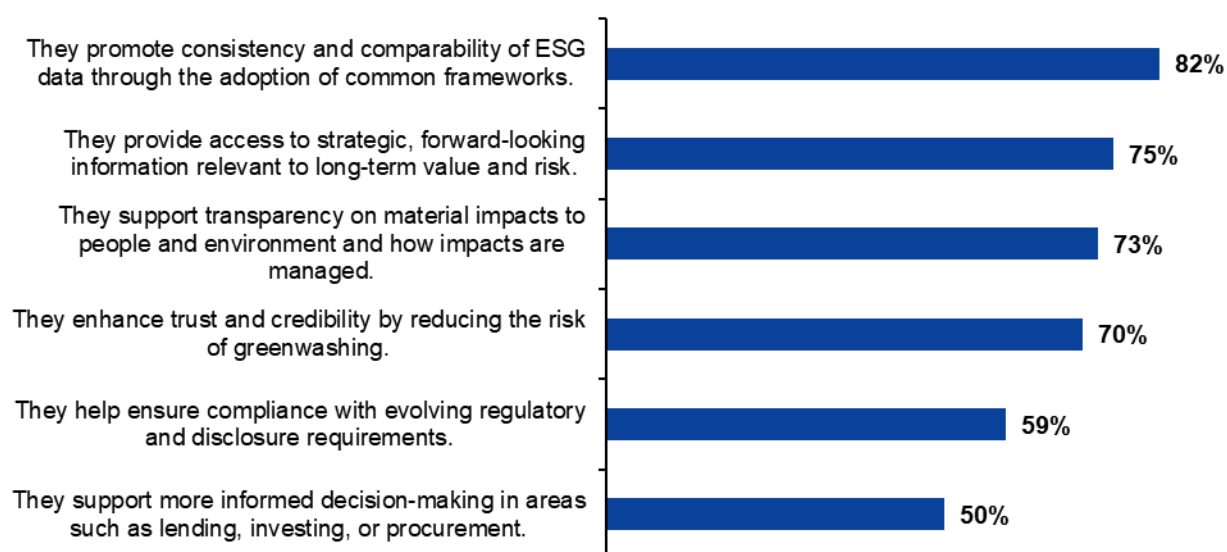 They promote consistency and comparability of ESG
data through the adoption of common frameworks.
82%
They provide access to strategic, forward-looking
information relevant to long-term value and risk.
75%
They support transparency on material impacts to
people and environment and how impacts are
managed.
73%
They enhance trust and credibility by reducing the risk
of greenwashing.
70%
They help ensure compliance with evolving regulatory
and disclosure requirements.
59%
They support more informed decision-making in areas
such as lending, investing, or procurement.
50%